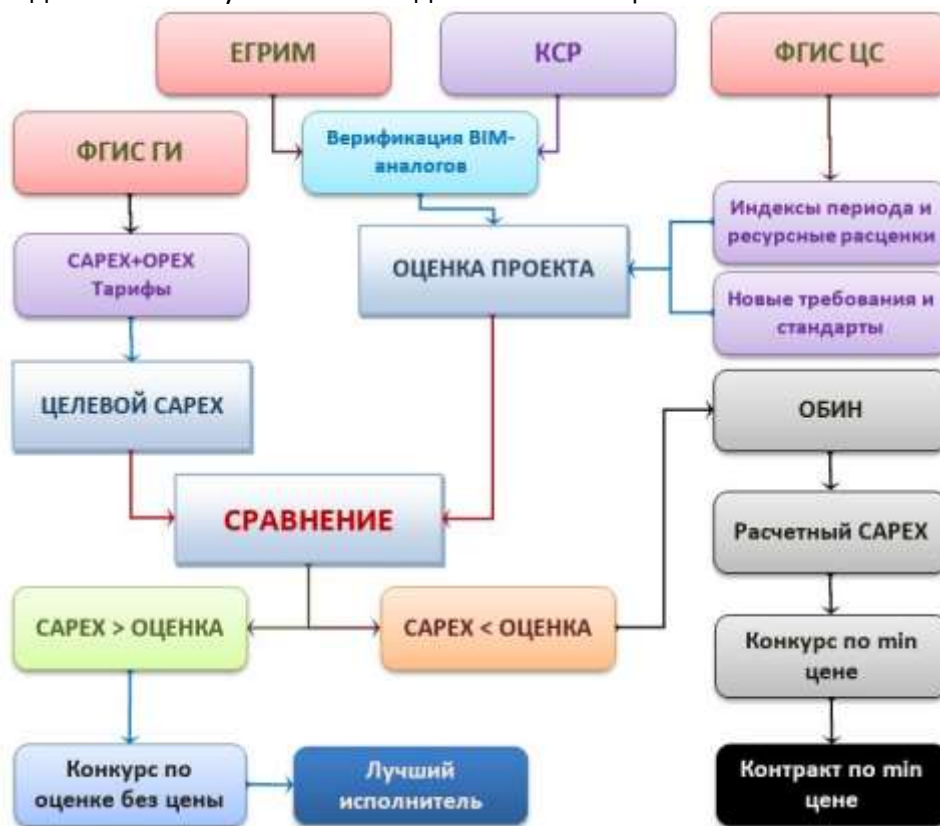 ЕГРИМ
КСР
ФГИС ЦС
ФГИС ГИ
Верификация BIM-
аналогов
Индексы периода и
ресурсные расценки
CAPEX+OPEX
Тарифы
ОЦЕНКА ПРОЕКТА
Новые требования и
стандарты
ЦЕЛЕВОЙ CAPEX
ОБИН
СРАВНЕНИЕ
Расчетный CAPEX
CAPEX > ОЦЕНКА
CAPEX < ОЦЕНКА
Конкурс по min
цене
Конкурс по
оценке без цены
Лучший
исполнитель
Контракт по min
цене